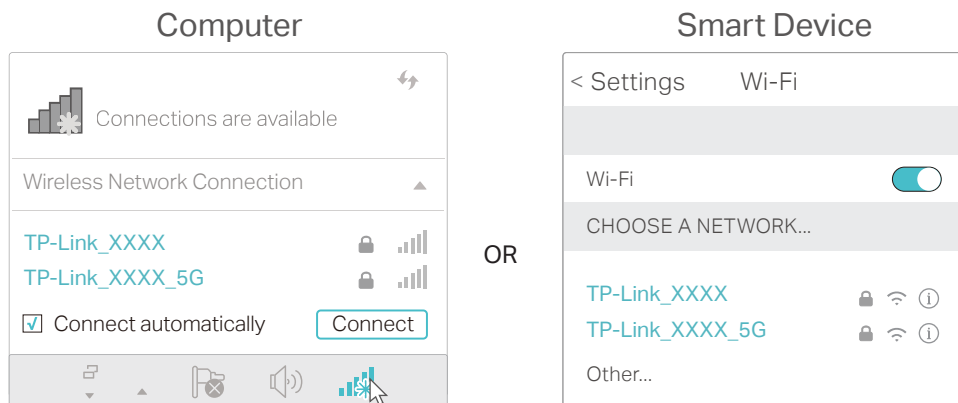 Computer
Connections are available
Wireless Network Connection
TP-Link_XXXX
TP-Link_XXXX_5G
Connect automatically
Connect
OR
Smart Device
< Settings Wi-Fi
Wi-Fi
CHOOSE A NETWORK...
TP-Link_XXXX
TP-Link_XXXX_5G
Other...